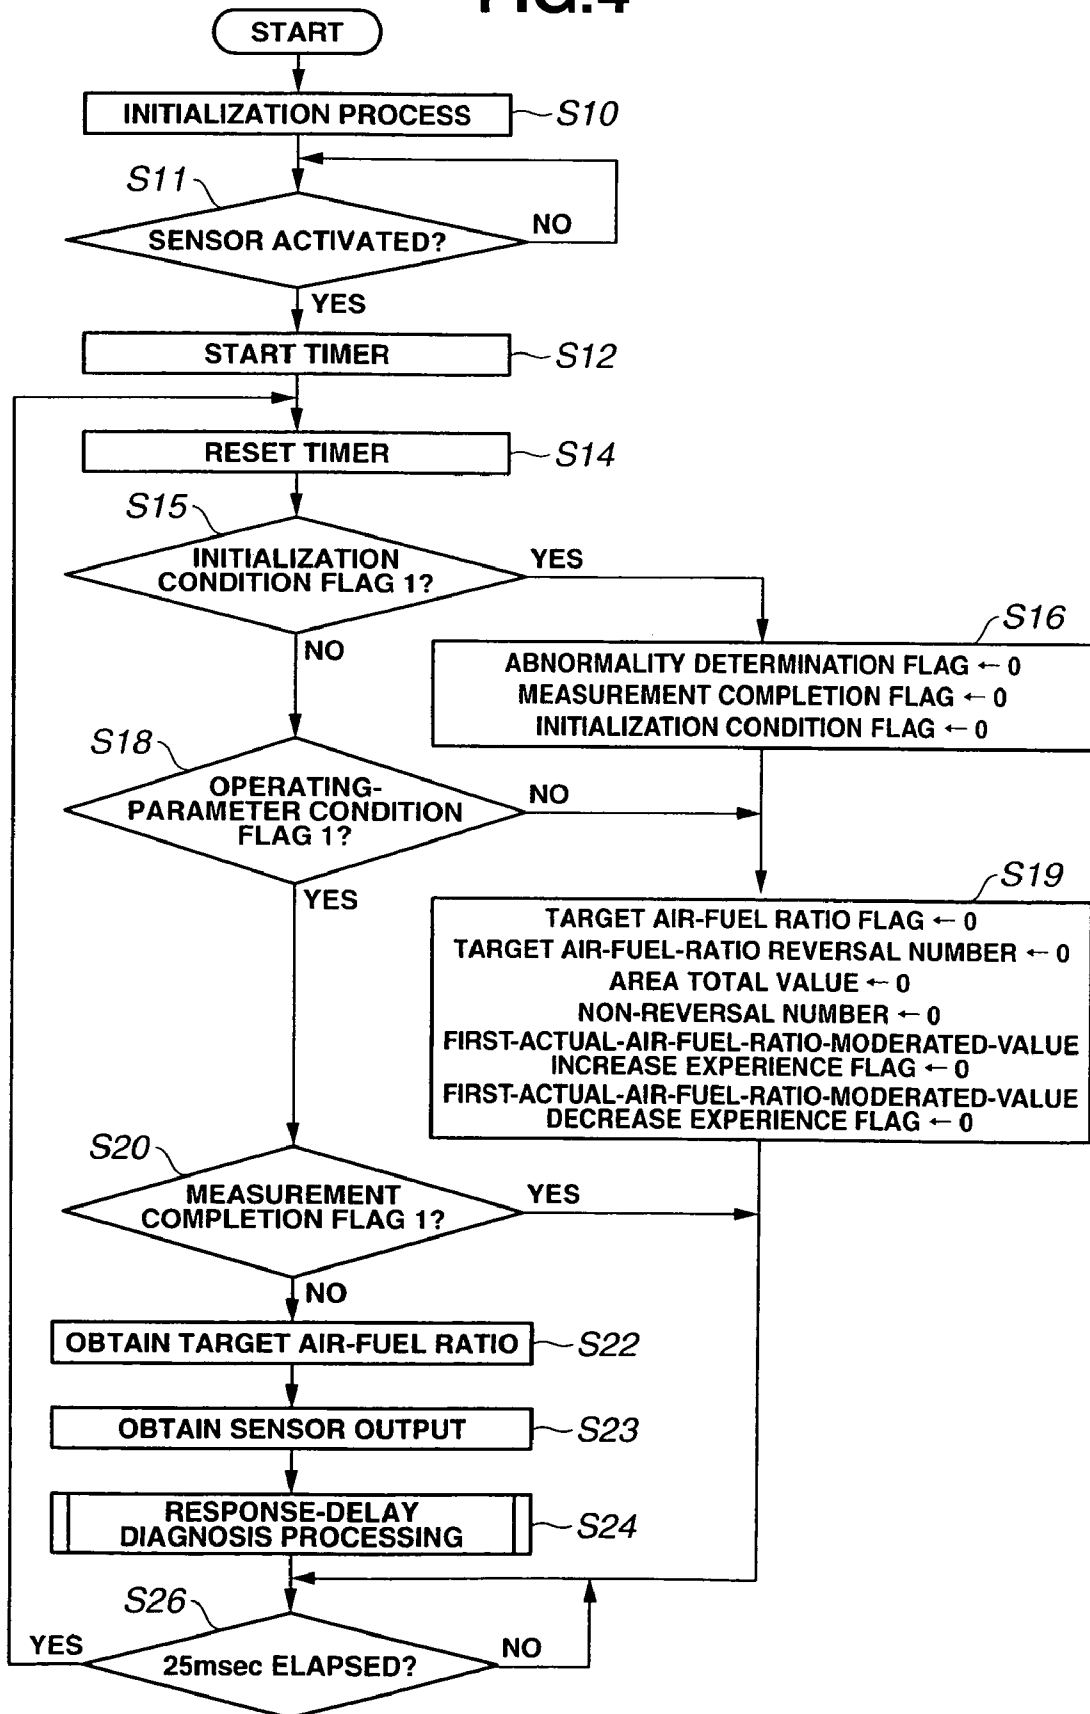 FIG.4
START
INITIALIZATION PROCESS
S10
S11
SENSOR ACTIVATED?
NO
YES
START TIMER
S12
RESET TIMER
S14
S15
INITIALIZATION
CONDITION FLAG 1?
YES
NO
S16
ABNORMALITY DETERMINATION FLAG ← 0
MEASUREMENT COMPLETION FLAG ← 0
INITIALIZATION CONDITION FLAG ← 0
S18
OPERATING-
PARAMETER CONDITION
FLAG 1?
NO
YES
S19
TARGET AIR-FUEL RATIO FLAG ← 0
TARGET AIR-FUEL-RATIO REVERSAL NUMBER ← 0
AREA TOTAL VALUE ← 0
NON-REVERSAL NUMBER ← 0
FIRST-ACTUAL-AIR-FUEL-RATIO-MODERATED-VALUE
INCREASE EXPERIENCE FLAG ← 0
FIRST-ACTUAL-AIR-FUEL-RATIO-MODERATED-VALUE
DECREASE EXPERIENCE FLAG ← 0
S20
MEASUREMENT
COMPLETION FLAG 1?
YES
NO
OBTAIN TARGET AIR-FUEL RATIO
S22
OBTAIN SENSOR OUTPUT
S23
RESPONSE-DELAY
DIAGNOSIS PROCESSING
S24
S26
25msec ELAPSED?
YES
NO